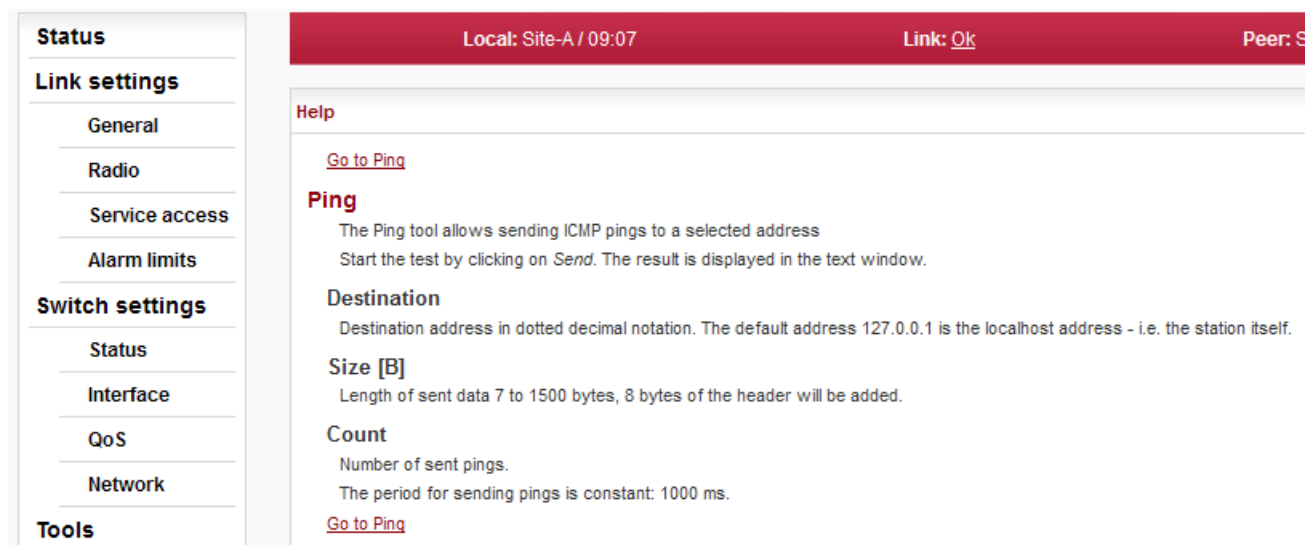 Status
Link settings
General
Radio
Service access
Alarm limits
Switch settings
Status
Interface
QoS
Network
Tools
Local: Site-A / 09:07 Link: Ok Peer: S
Help
Go to Ping
Ping
The Ping tool allows sending ICMP pings to a selected address
Start the test by clicking on Send. The result is displayed in the text window.
Destination
Destination address in dotted decimal notation. The default address 127.0.0.1 is the localhost address - i.e. the station itself.
Size [B]
Length of sent data 7 to 1500 bytes, 8 bytes of the header will be added.
Count
Number of sent pings.
The period for sending pings is constant: 1000 ms.
Go to Ping